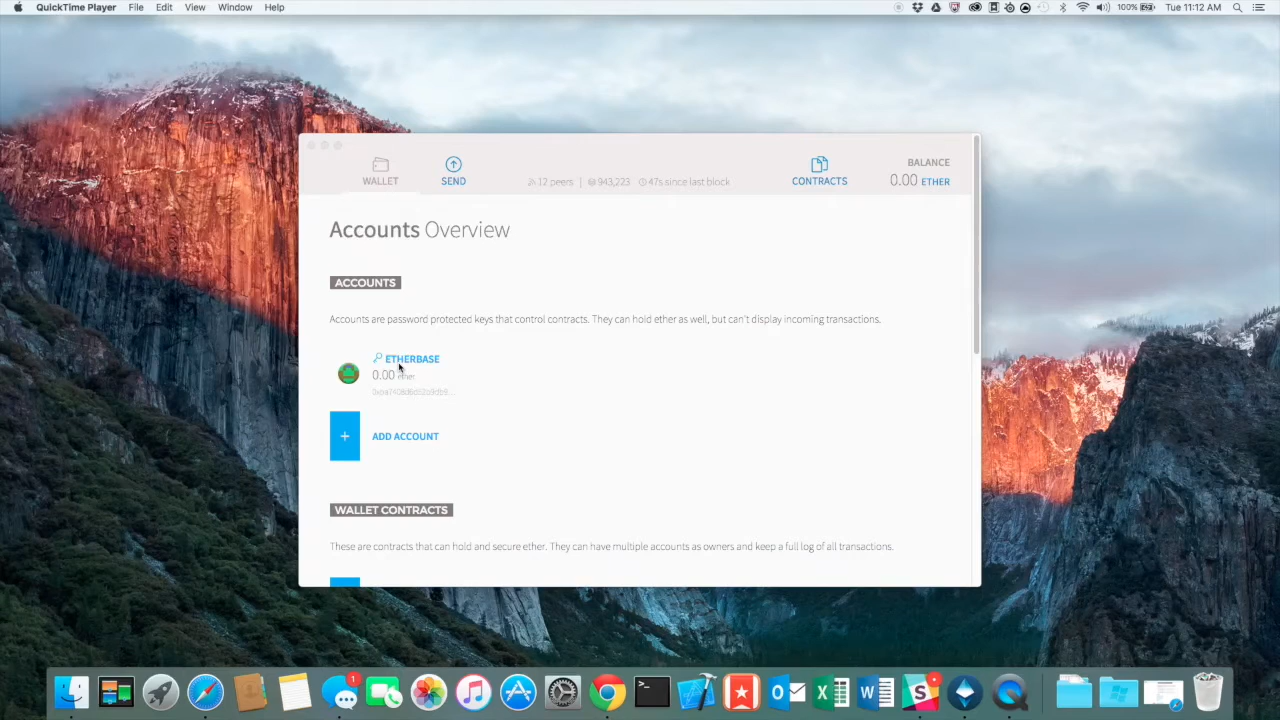 QuickTime Player File Edit View Window Help
100% Tue 11:12 AM
WALLET
SEND
12 peers | 943,223 47s since last block
CONTRACTS
BALANCE
0.00 ETHER
Accounts Overview
ACCOUNTS
Accounts are password protected keys that control contracts. They can hold ether as well, but can't display incoming transactions.
ETHERBASE
0.00 ether
+ ADD ACCOUNT
WALLET CONTRACTS
These are contracts that can hold and secure ether. They can have multiple accounts as owners and keep a full log of all transactions.
1